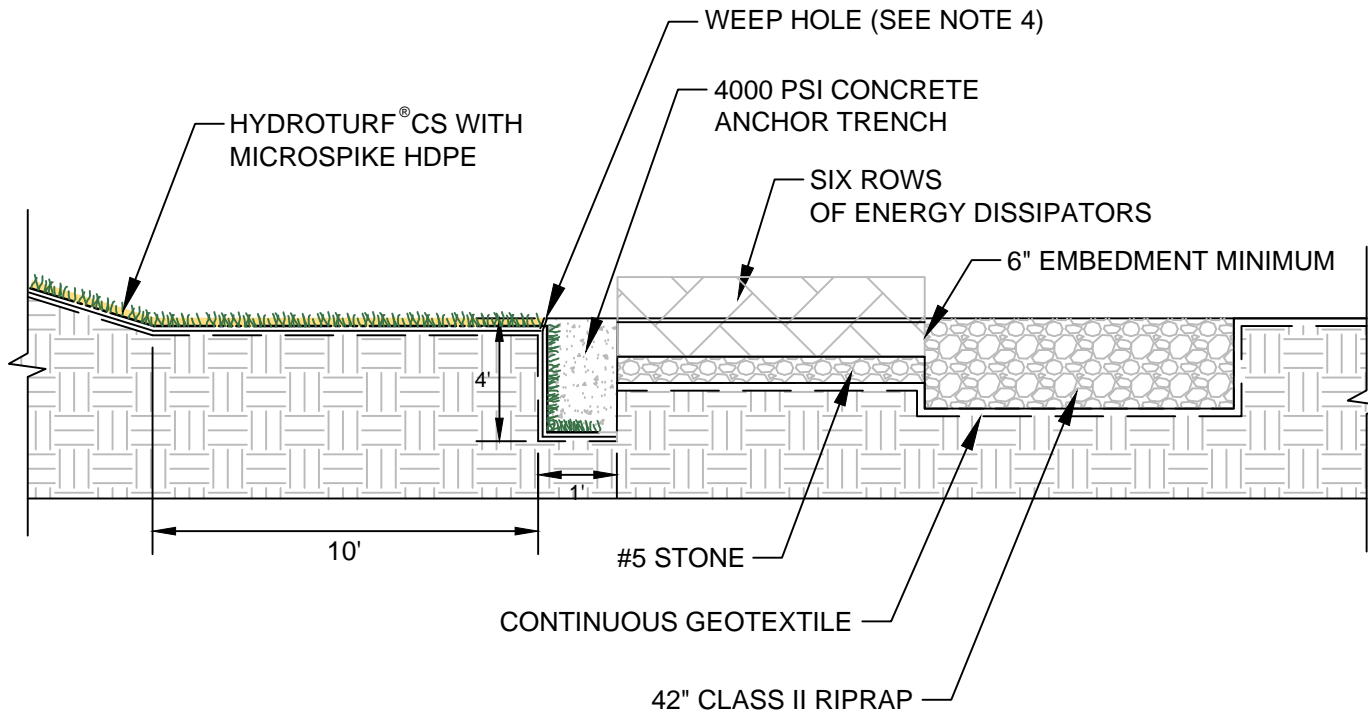 WEEP HOLE (SEE NOTE 4)
4000 PSI CONCRETE
ANCHOR TRENCH
HYDROTURF® CS WITH
MICROSPIKE HDPE
SIX ROWS
OF ENERGY DISSIPATORS
6" EMBEDMENT MINIMUM
4'
1'
10'
#5 STONE
CONTINUOUS GEOTEXTILE
42" CLASS II RIPRAP